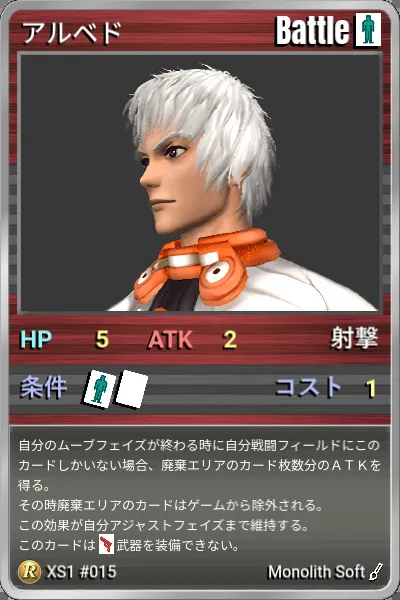 アルベド Battle
HP 5 ATK 2 射撃
条件 コスト 1
自分のムーブフェイズが終わる時に自分戦闘フィールドにこの
カードしかいない場合、廃棄エリアのカード枚数分のＡＴＫを
得る。
その時廃棄エリアのカードはゲームから除外される。
この効果が自分アジャストフェイズまで維持する。
このカードは武器を装備できない。
R XS1 #015 Monolith Soft